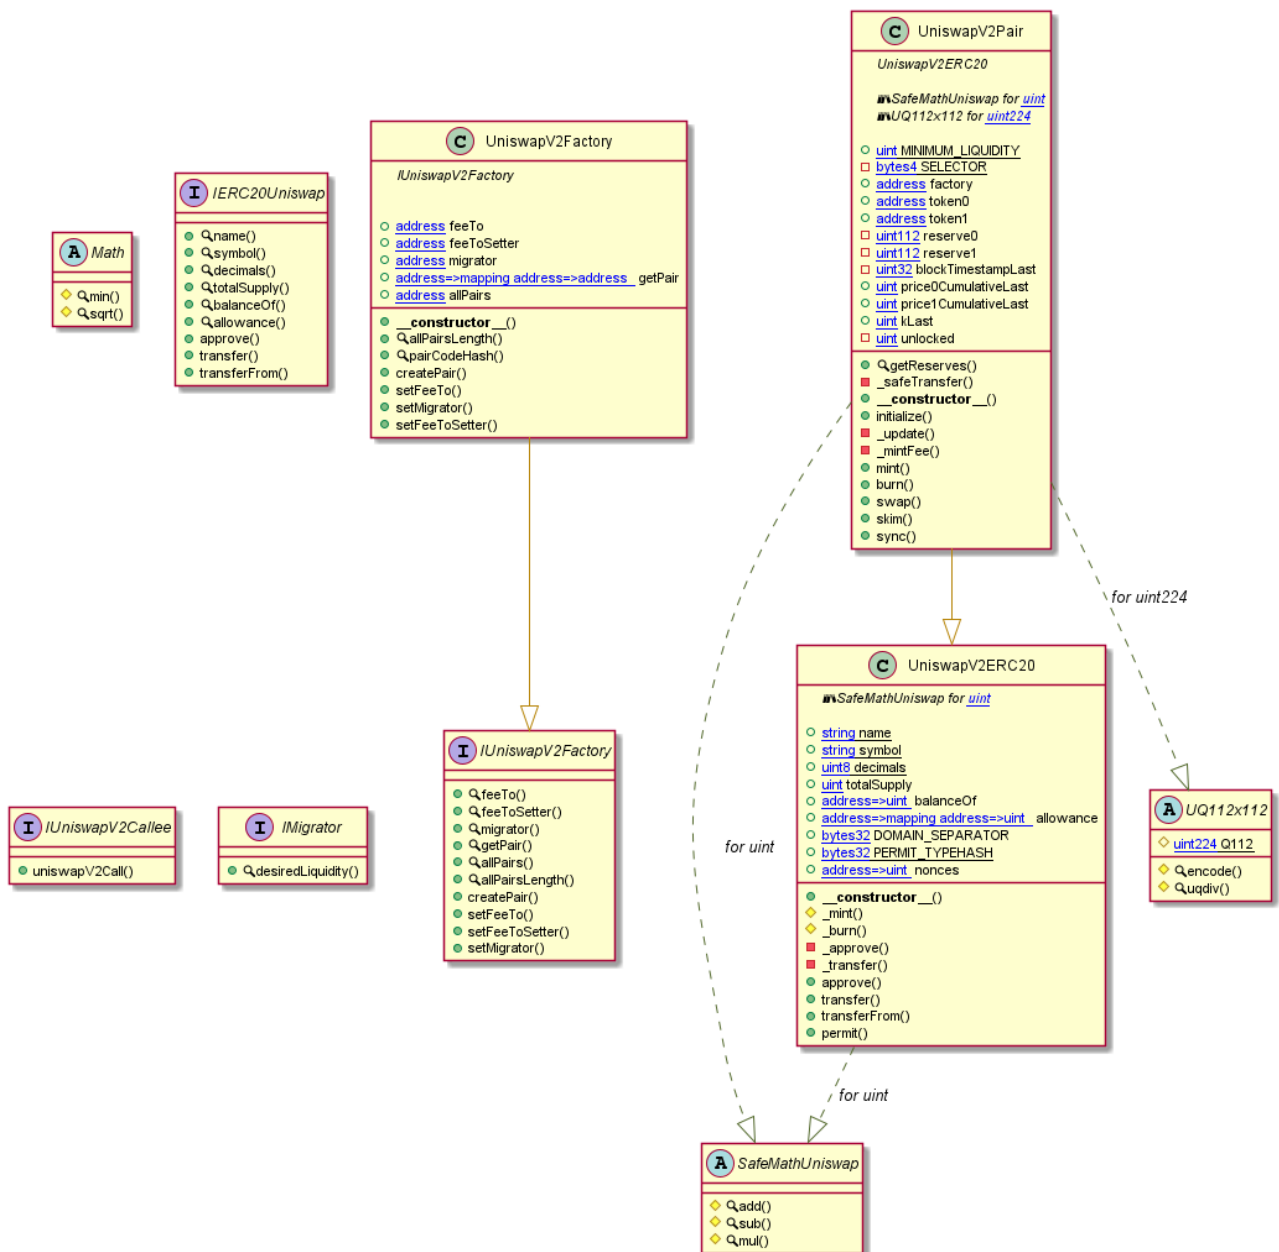 C UniswapV2Pair
UniswapV2ERC20
SafeMathUniswap for uint
UQ112x112 for uint224
uint MINIMUM_LIQUIDITY
bytes4 SELECTOR
address factory
address token0
address token1
uint112 reserve0
uint112 reserve1
uint32 blockTimestampLast
uint price0CumulativeLast
uint price1CumulativeLast
uint kLast
uint unlocked
getReserves()
_safeTransfer()
__constructor__()
initialize()
_update()
_mintFee()
mint()
burn()
swap()
skim()
sync()
C UniswapV2Factory
IUniswapV2Factory
address feeTo
address feeToSetter
address migrator
address=>mapping address=>address getPair
address allPairs
__constructor__()
allPairsLength()
pairCodeHash()
createPair()
setFeeTo()
setMigrator()
setFeeToSetter()
I IERC20Uniswap
name()
symbol()
decimals()
totalSupply()
balanceOf()
allowance()
approve()
transfer()
transferFrom()
A Math
min()
sqrt()
for uint224
C UniswapV2ERC20
SafeMathUniswap for uint
string name
string symbol
uint8 decimals
uint totalSupply
address=>uint balanceOf
address=>mapping address=>uint allowance
bytes32 DOMAIN_SEPARATOR
bytes32 PERMIT_TYPEHASH
address=>uint nonces
__constructor__()
_mint()
_burn()
_approve()
_transfer()
approve()
transfer()
transferFrom()
permit()
I IUniswapV2Factory
feeTo()
feeToSetter()
migrator()
getPair()
allPairs()
allPairsLength()
createPair()
setFeeTo()
setFeeToSetter()
setMigrator()
I IUniswapV2Callee
uniswapV2Call()
I IMigrator
desiredLiquidity()
A UQ112x112
uint224 Q112
encode()
uqdiv()
for uint
for uint
A SafeMathUniswap
add()
sub()
mul()